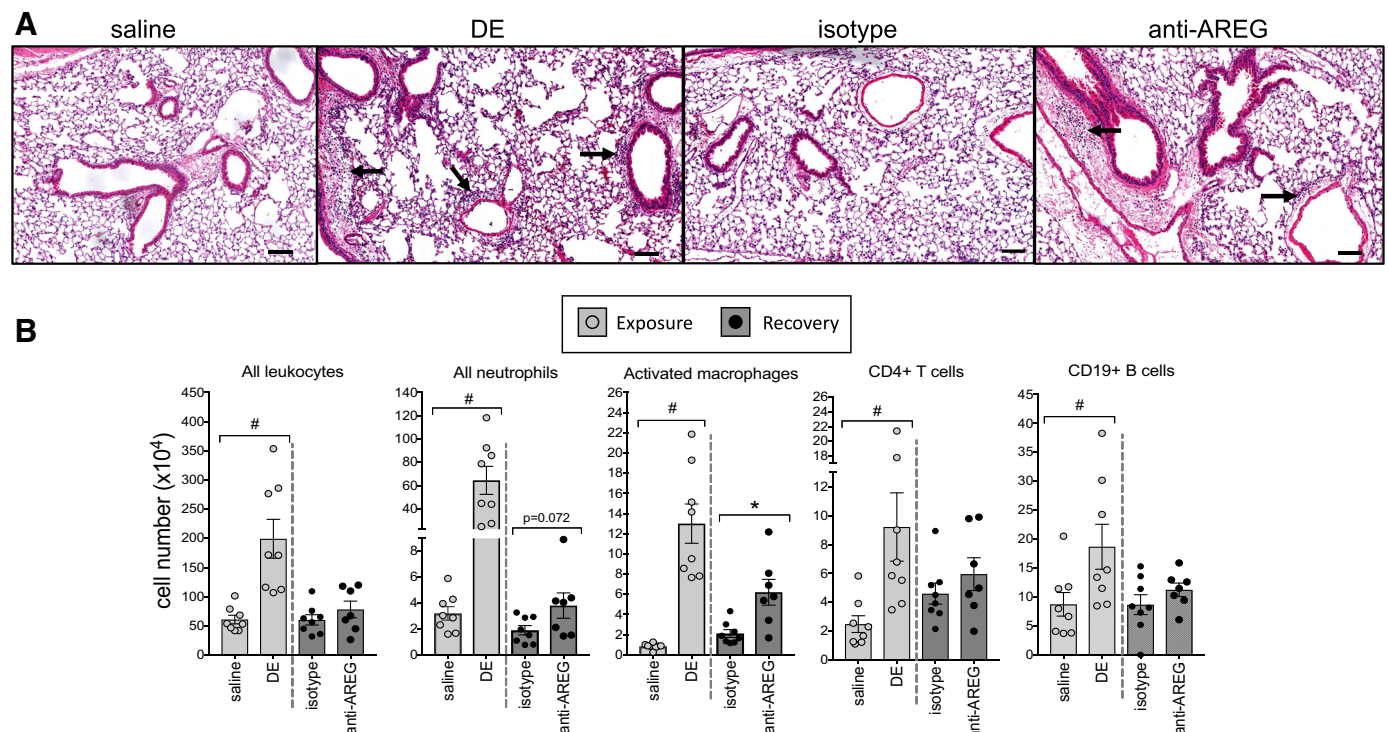 A
saline DE isotype anti-AREG
B
Exposure Recovery
cell number (x10⁴)
All leukocytes
450
400
350
300
250
200
150
100
50
0
#
saline
DE
isotype
anti-AREG
All neutrophils
140
120
100
80
60
40
8
6
4
2
0
#
p=0.072
saline
DE
isotype
anti-AREG
Activated macrophages
26
24
22
20
18
16
14
12
10
8
6
4
2
0
#
*
saline
DE
isotype
anti-AREG
CD4+ T cells
26
24
22
20
18
12
10
8
6
4
2
0
#
saline
DE
isotype
anti-AREG
CD19+ B cells
45
40
35
30
25
20
15
10
5
0
#
saline
DE
isotype
anti-AREG